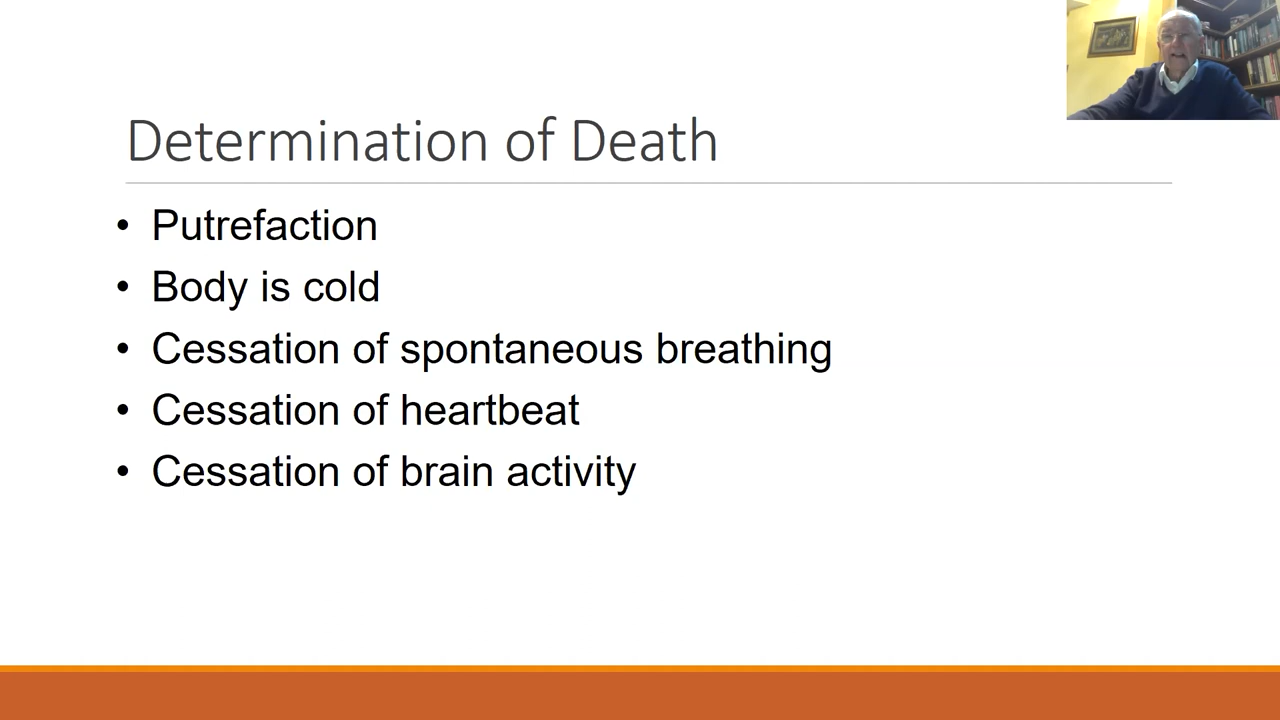 Determination of Death
• Putrefaction
• Body is cold
• Cessation of spontaneous breathing
• Cessation of heartbeat
• Cessation of brain activity